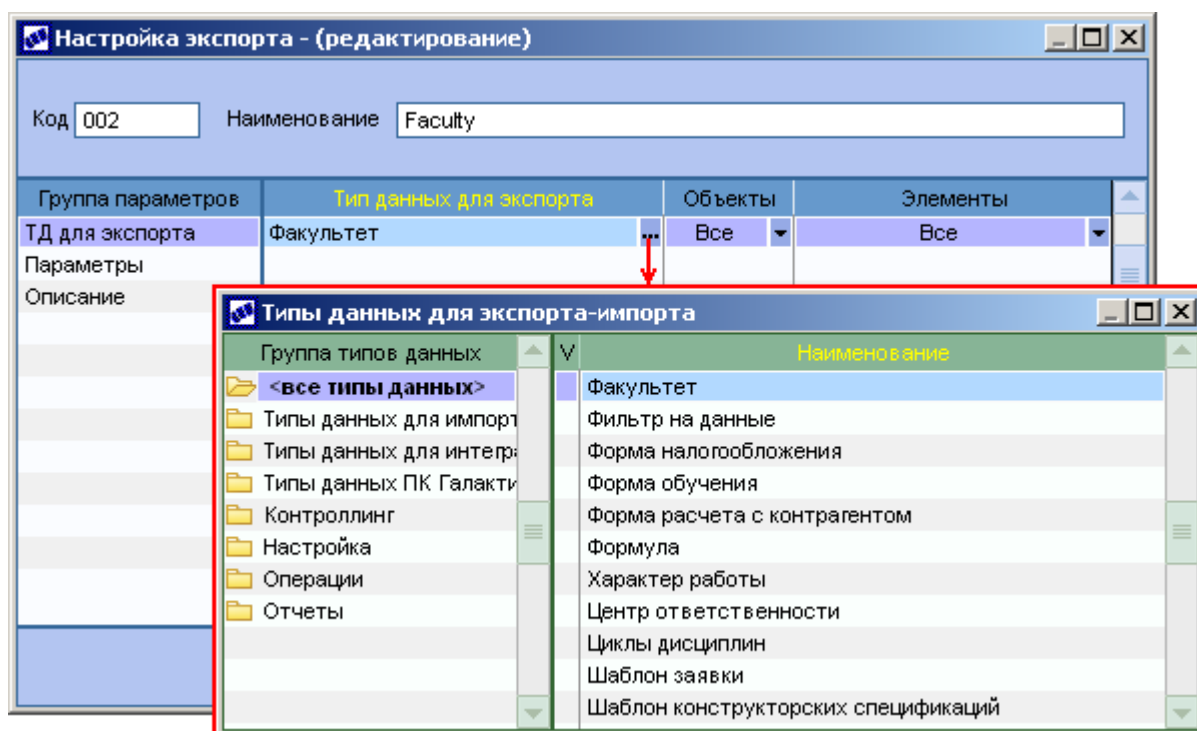 Настройка экспорта - (редактирование)
Код 002 Наименование Faculty
Группа параметров Тип данных для экспорта Объекты Элементы
ТД для экспорта Факультет ... Все Все
Параметры
Описание
Типы данных для экспорта-импорта
Группа типов данных V Наименование
<все типы данных> Факультет
Типы данных для импорт Фильтр на данные
Типы данных для интегр Форма налогообложения
Типы данных ПК Галакти Форма обучения
Контроллинг Форма расчета с контрагентом
Настройка Формула
Операции Характер работы
Отчеты Центр ответственности
Циклы дисциплин
Шаблон заявки
Шаблон конструкторских спецификаций